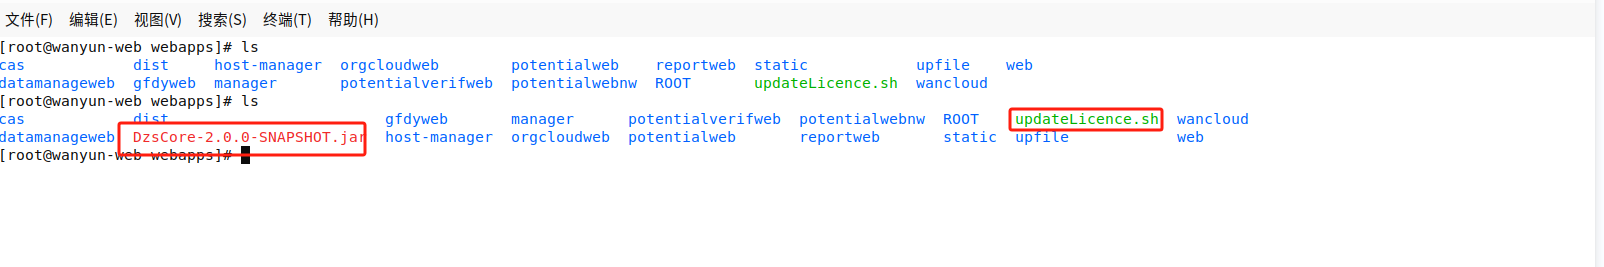 文件(F) 编辑(E) 视图(V) 搜索(S) 终端(T) 帮助(H)
[root@wanyun-web webapps]# ls
cas dist host-manager orgcloudweb potentialweb reportweb static upfile web
datamanageweb gfdyweb manager potentialverifweb potentialwebnw ROOT updateLicence.sh wancloud
[root@wanyun-web webapps]# ls
cas dist gfdyweb manager potentialverifweb potentialwebnw ROOT updateLicence.sh wancloud
datamanageweb DzsCore-2.0.0-SNAPSHOT.jar host-manager orgcloudweb potentialweb reportweb static upfile web
[root@wanyun-web webapps]#